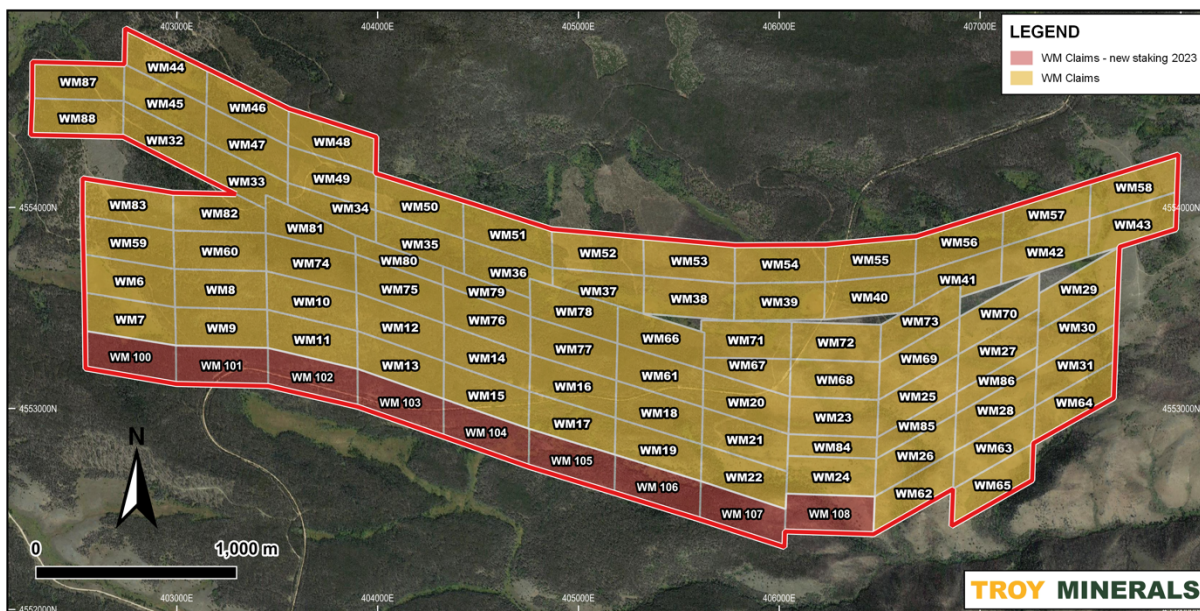 403000E
404000E
405000E
406000E
407000E
LEGEND
WM Claims - new staking 2023
WM Claims
WM44
WM87
WM45
WM46
WM88
WM32
WM47
WM48
WM33
WM49
WM58
WM83
WM82
WM34
WM50
WM57
WM43
4554000N
4554000N
WM81
WM51
WM56
WM59
WM60
WM80
WM35
WM52
WM53
WM54
WM55
WM42
WM74
WM36
WM41
WM29
WM6
WM8
WM75
WM79
WM37
WM38
WM39
WM40
WM10
WM78
WM70
WM7
WM9
WM12
WM76
WM66
WM71
WM72
WM73
WM30
WM11
WM77
WM27
WM100
WM 101
WM13
WM14
WM67
WM69
WM31
WM 102
WM61
WM68
WM86
WM 103
WM15
WM16
WM20
WM25
WM64
4553000N
4553000N
WM18
WM23
WM28
WM 104
WM17
WM21
WM85
WM84
WM63
WM 105
WM19
WM26
WM22
WM24
WM 106
WM62
WM65
WM 107
WM 108
N
0
1,000 m
TROY MINERALS
4552000N
403000E
404000E
405000E
406000E